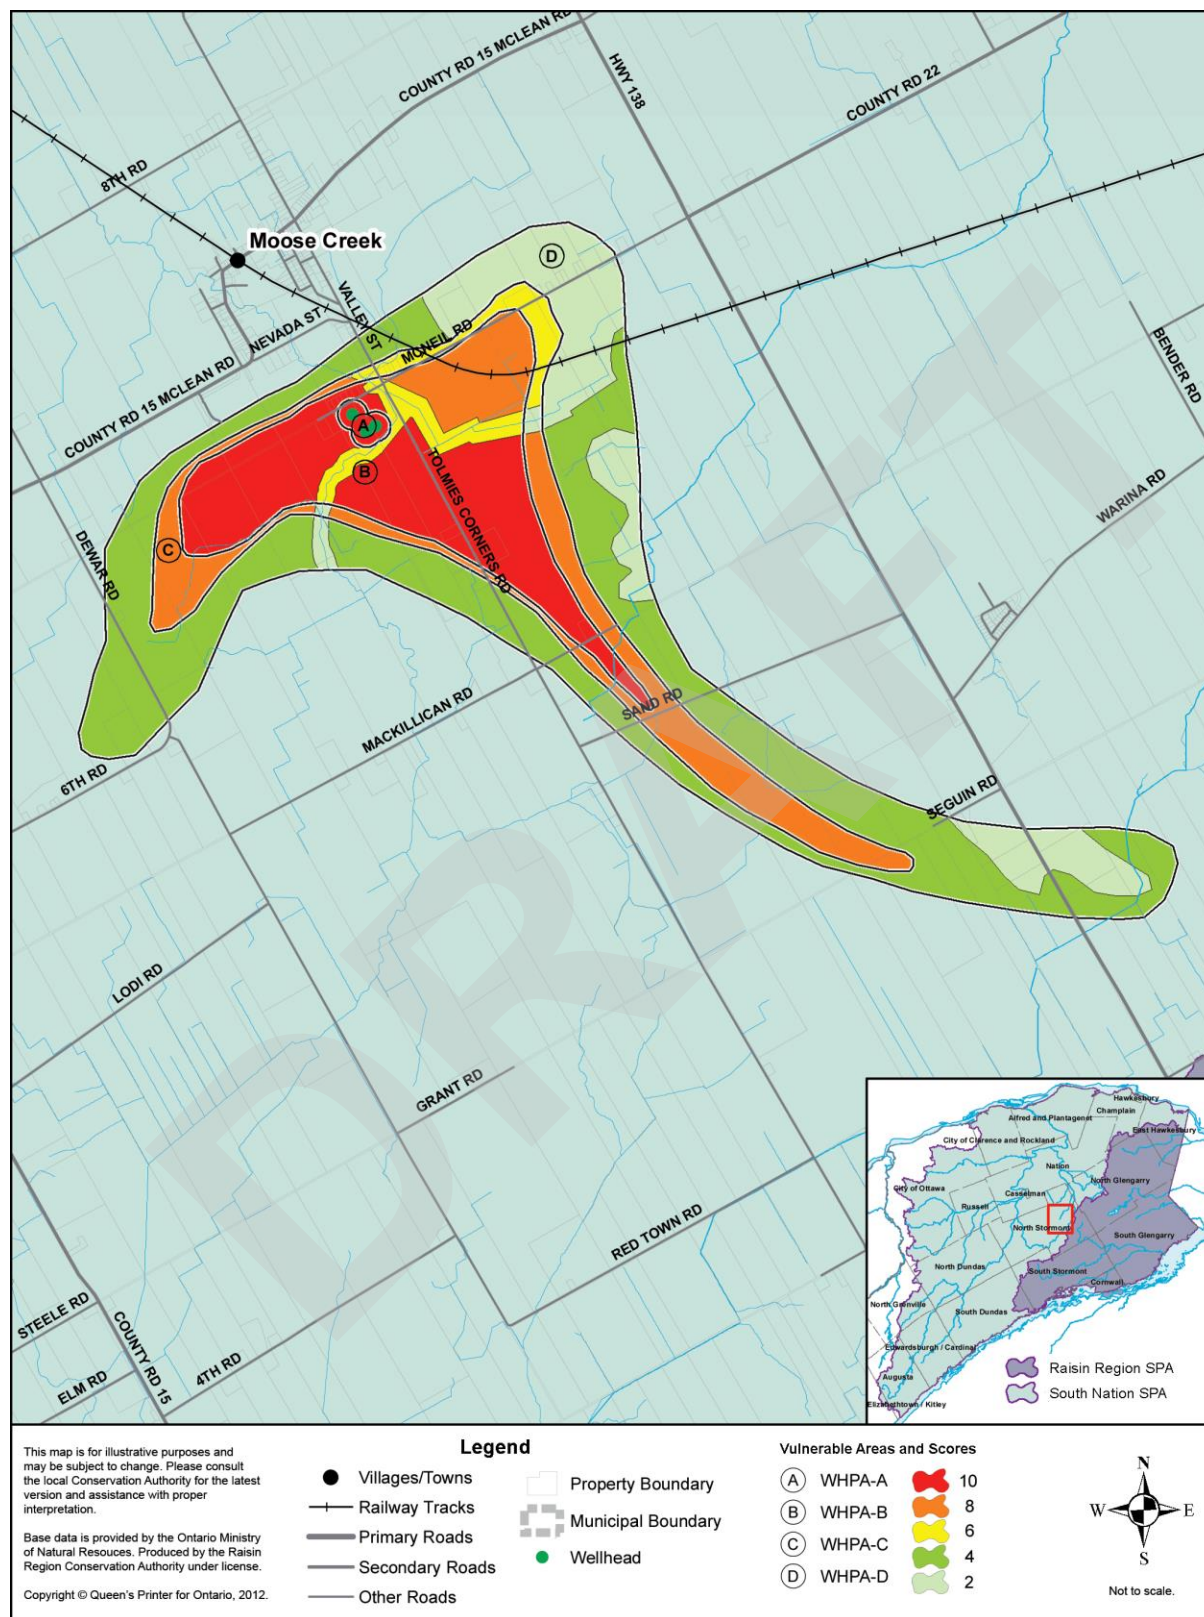 COUNTY RD 15 MCLEAN RD
HWY 138
COUNTY RD 22
8TH RD
Moose Creek
D
VALLEY ST
NEVADA ST
MCNEIL RD
COUNTY RD 15 MCLEAN RD
BENDER RD
A
B
TOLMIES CORNERS RD
WARINA RD
C
DEWAR RD
SAND RD
MACKILLICAN RD
6TH RD
SEGUIN RD
LODI RD
GRANT RD
RED TOWN RD
STEELE RD
COUNTY RD 15
4TH RD
ELM RD
DRAFT
Hawkesbury
Champlain
Alfred and Plantagenet
East Hawkesbury
City of Clarence and Rockland
Nation
North Glengarry
City of Ottawa
Casselman
Russell
North Stormont
South Glengarry
North Dundas
South Stormont
Cornwall
North Grenville
South Dundas
Edwardsburgh / Cardinal
Augusta
Elizabethtown / Kitley
Raisin Region SPA
South Nation SPA
This map is for illustrative purposes and
may be subject to change. Please consult
the local Conservation Authority for the latest
version and assistance with proper
interpretation.
Base data is provided by the Ontario Ministry
of Natural Resouces. Produced by the Raisin
Region Conservation Authority under license.
Copyright © Queen's Printer for Ontario, 2012.
Legend
Villages/Towns
Railway Tracks
Primary Roads
Secondary Roads
Other Roads
Property Boundary
Municipal Boundary
Wellhead
Vulnerable Areas and Scores
A WHPA-A 10
B WHPA-B 8
C WHPA-C 6
D WHPA-D 4
2
N
W E
S
Not to scale.